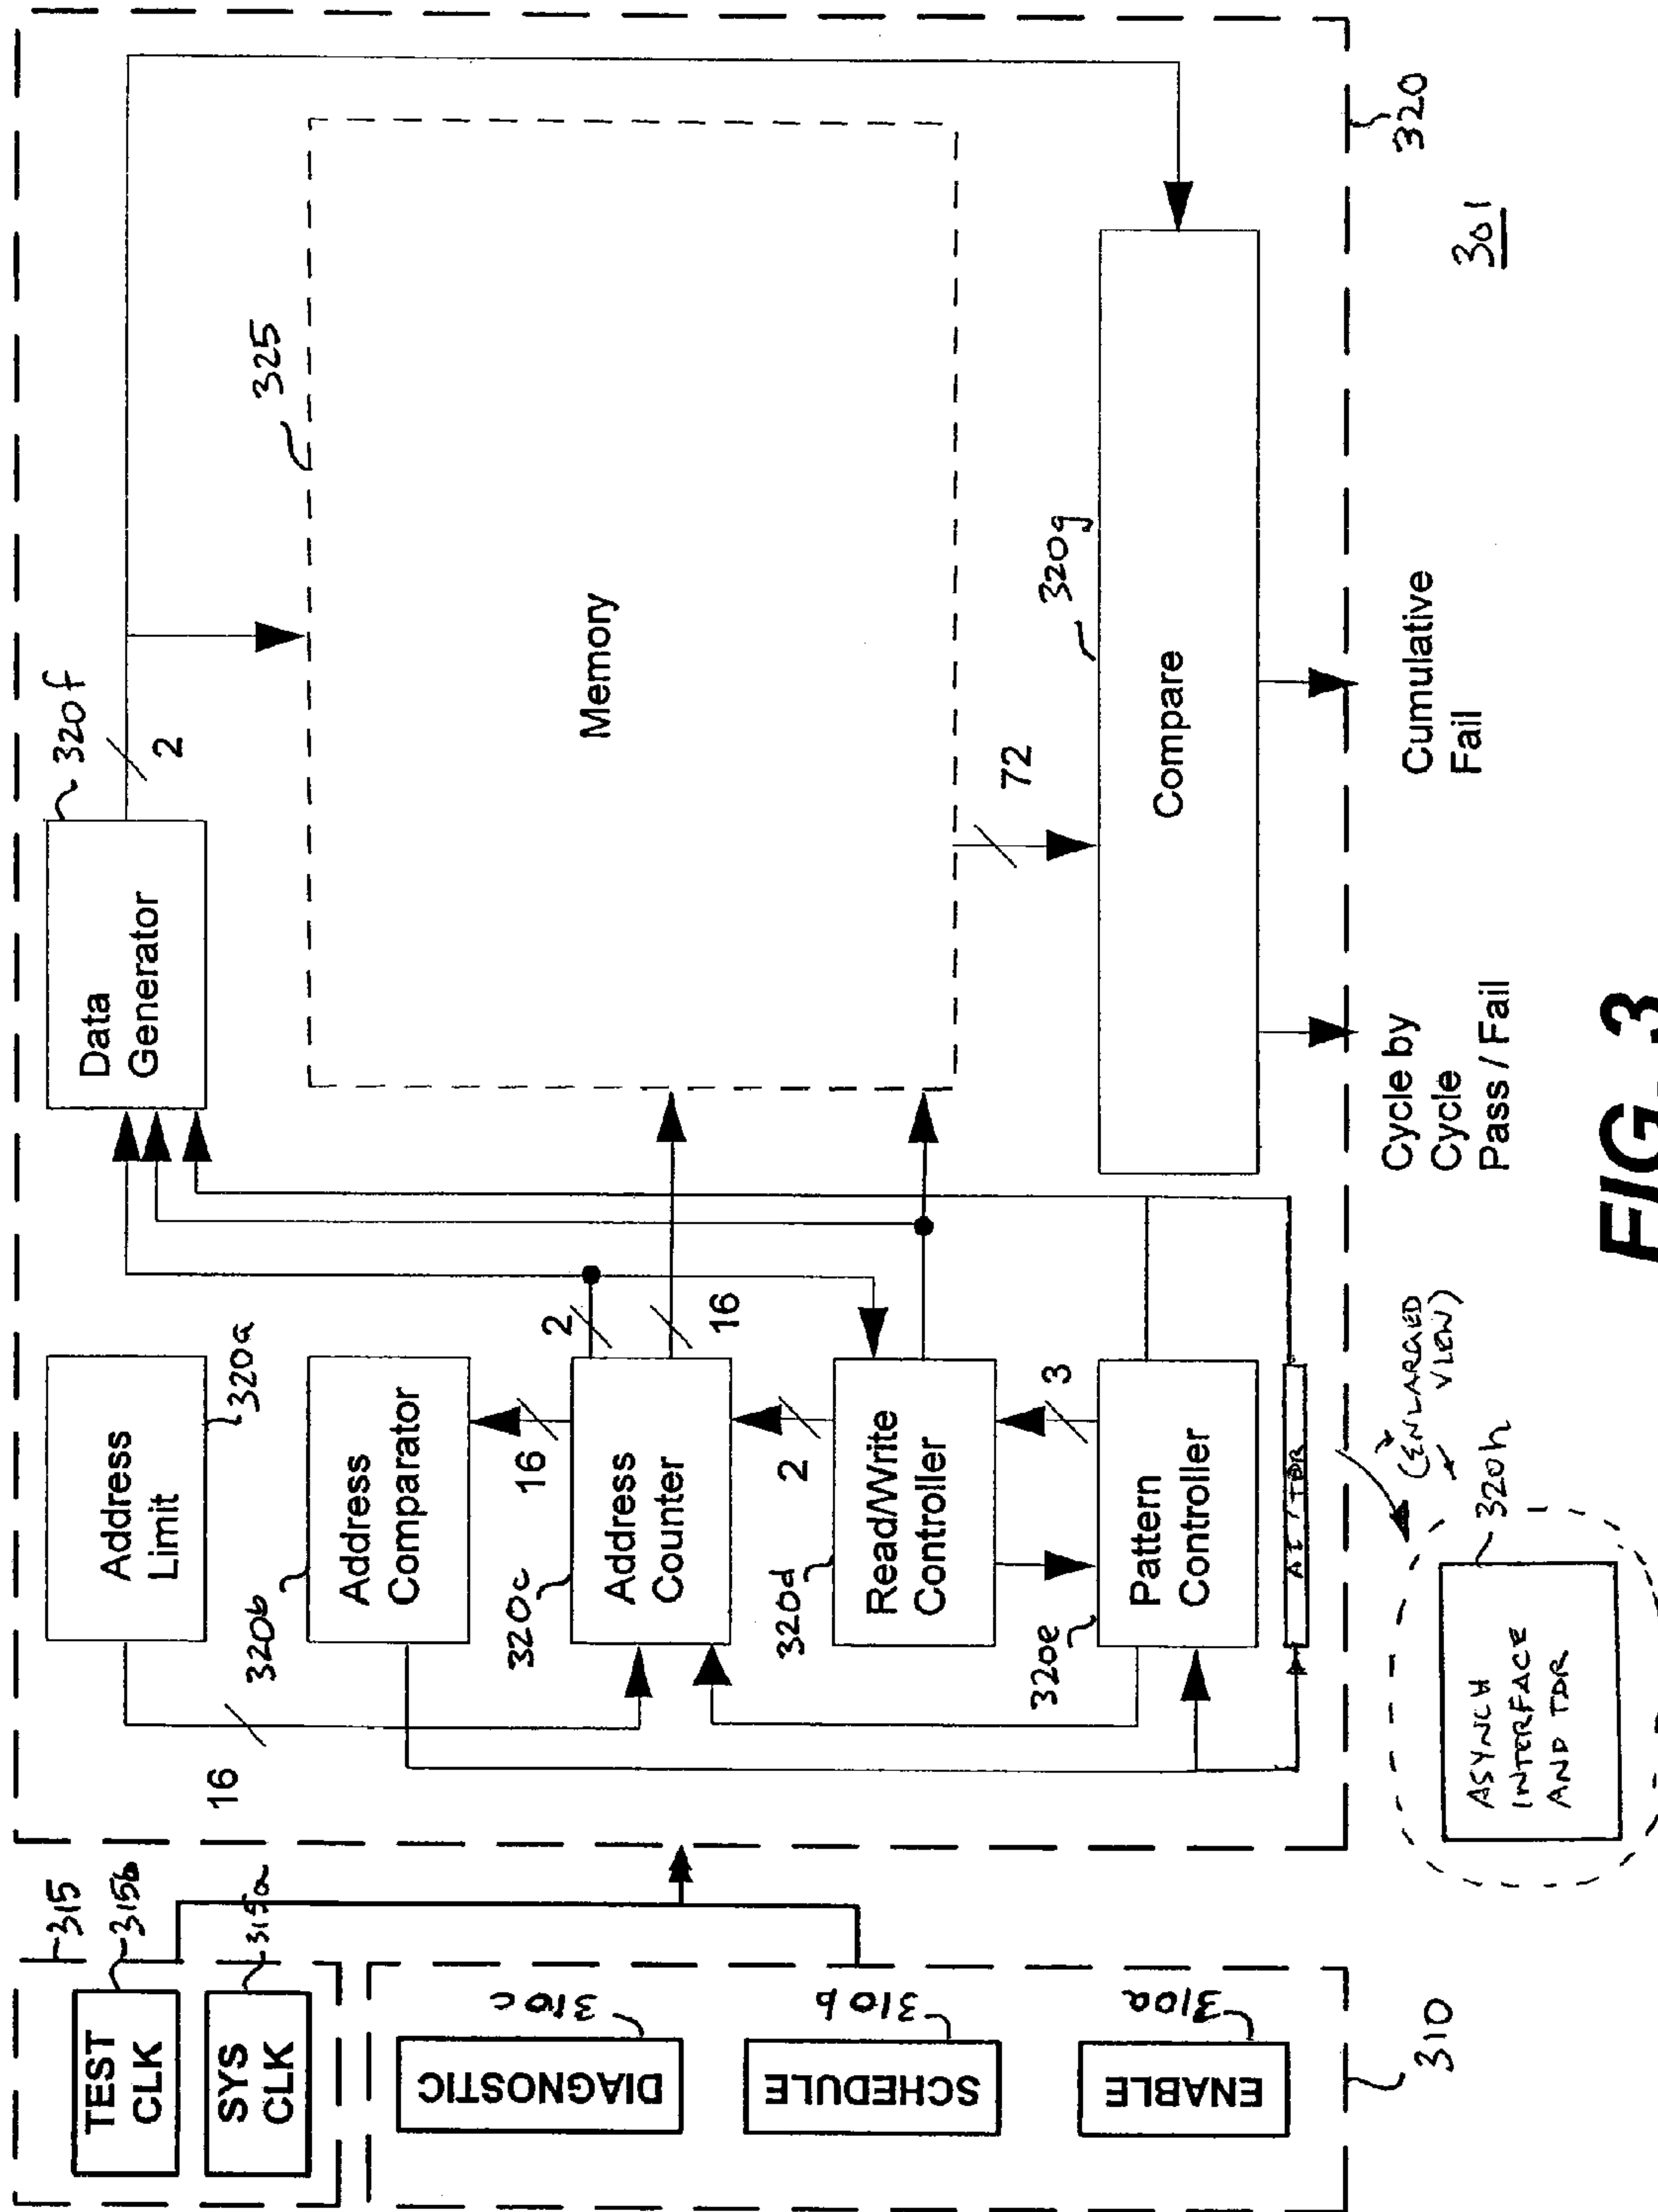 TEST
CLK
SYS
CLK
315
315b
315a
DIAGNOSTIC
310c
SCHEDULE
310b
ENABLE
310a
310
16
Address
Limit
320a
Address
Comparator
320b
16
Address
Counter
320c
2
16
2
Read/Write
Controller
320d
3
Pattern
Controller
320e
AI / TDR
Data
Generator
320f
2
325
Memory
72
320g
Compare
320
Cycle by
Cycle
Pass / Fail
Cumulative
Fail
301
(ENLARGED
VIEW)
320h
ASYNCH
INTERFACE
AND TDR
FIG. 3